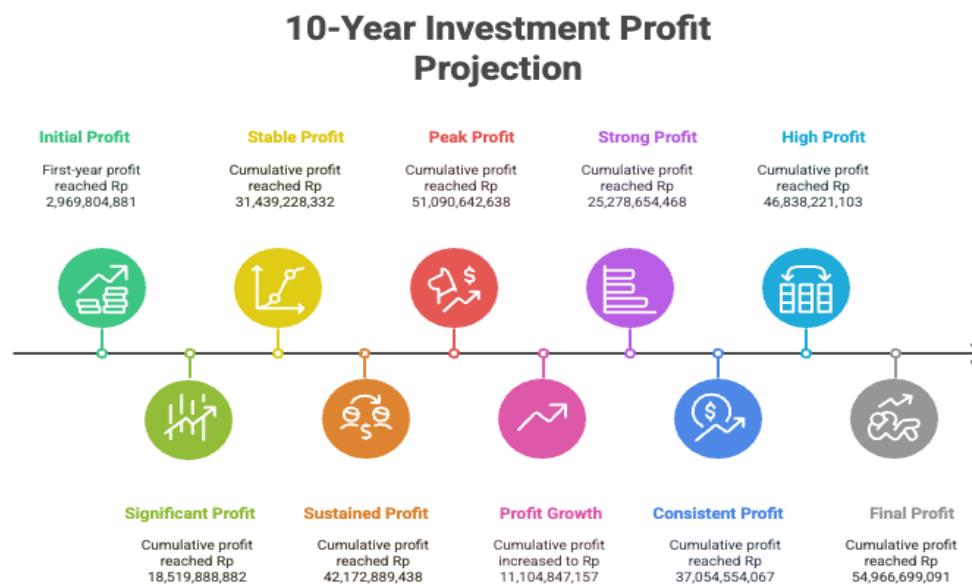 10-Year Investment Profit
Projection
Initial Profit
First-year profit
reached Rp
2,969,804,881
Stable Profit
Cumulative profit
reached Rp
31,439,228,332
Peak Profit
Cumulative profit
reached Rp
51,090,642,638
Strong Profit
Cumulative profit
reached Rp
25,278,654,468
High Profit
Cumulative profit
reached Rp
46,838,221,103
$
$
$
Significant Profit
Cumulative profit
reached Rp
18,519,888,882
Sustained Profit
Cumulative profit
reached Rp
42,172,889,438
Profit Growth
Cumulative profit
increased to Rp
11,104,847,157
Consistent Profit
Cumulative profit
reached Rp
37,054,554,067
Final Profit
Cumulative profit
reached Rp
54,966,699,091